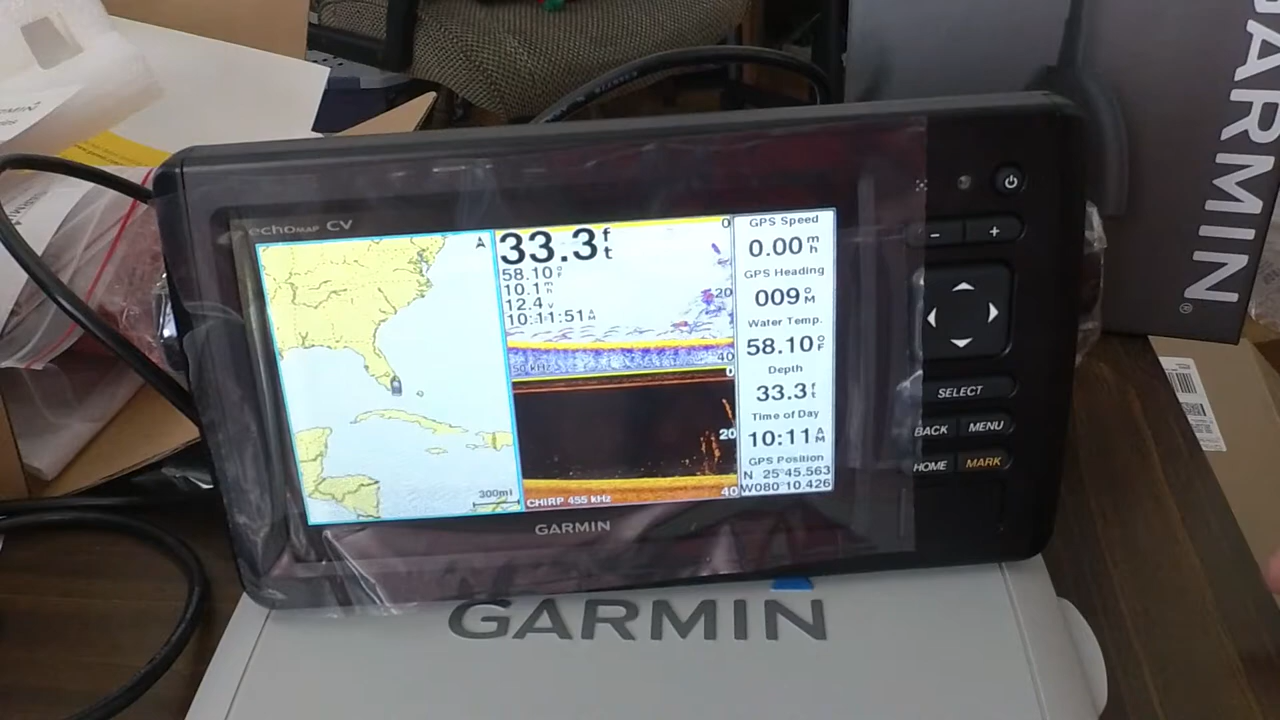 GARMIN
echoMAP CV
300mi
33.3 ft
58.10 °F
10.1 mh
12.4 v
10:11:51 AM
0
20
40
50 kHz
0
20
40
CHIRP 455 kHz
GPS Speed
0.00 mh
GPS Heading
009 °M
Water Temp.
58.10 °F
Depth
33.3 ft
Time of Day
10:11 AM
GPS Position
N 25°45.563
W080°10.426
−
+
SELECT
BACK
MENU
HOME
MARK
GARMIN
GARMIN